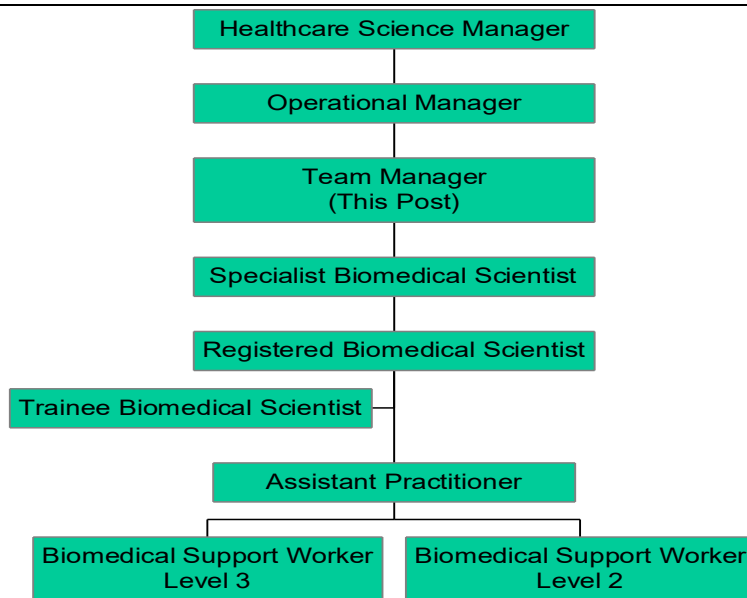 Healthcare Science Manager
Operational Manager
Team Manager
(This Post)
Specialist Biomedical Scientist
Registered Biomedical Scientist
Trainee Biomedical Scientist
Assistant Practitioner
Biomedical Support Worker
Level 3
Biomedical Support Worker
Level 2